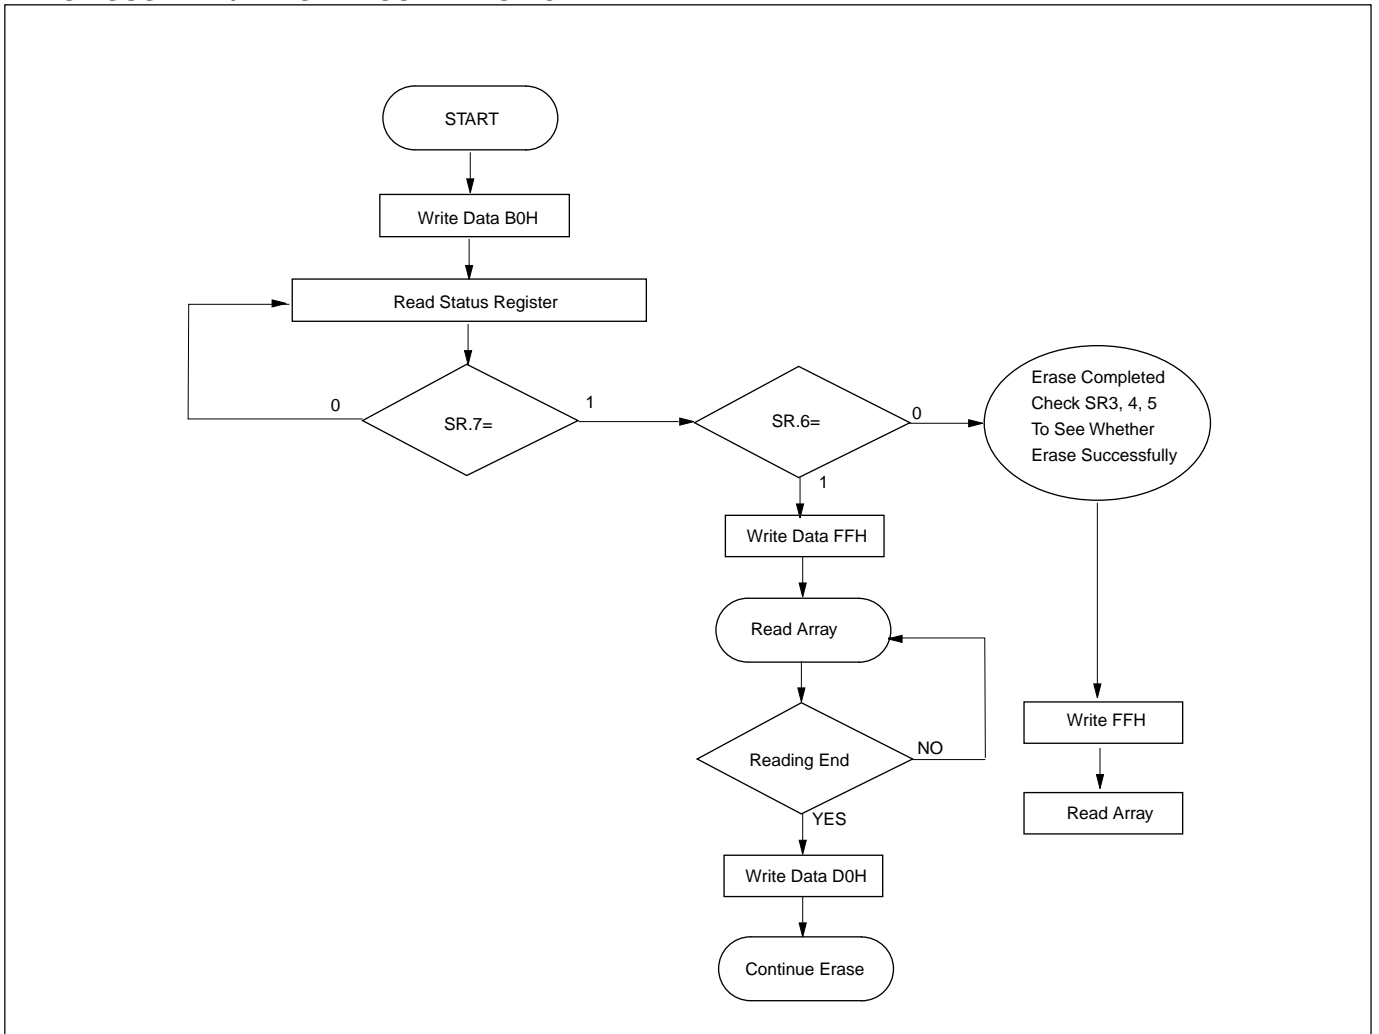 START
Write Data B0H
Read Status Register
0
SR.7=
1
SR.6=
0
Erase Completed
Check SR3, 4, 5
To See Whether
Erase Successfully
1
Write Data FFH
Read Array
Reading End
NO
YES
Write Data D0H
Continue Erase
Write FFH
Read Array